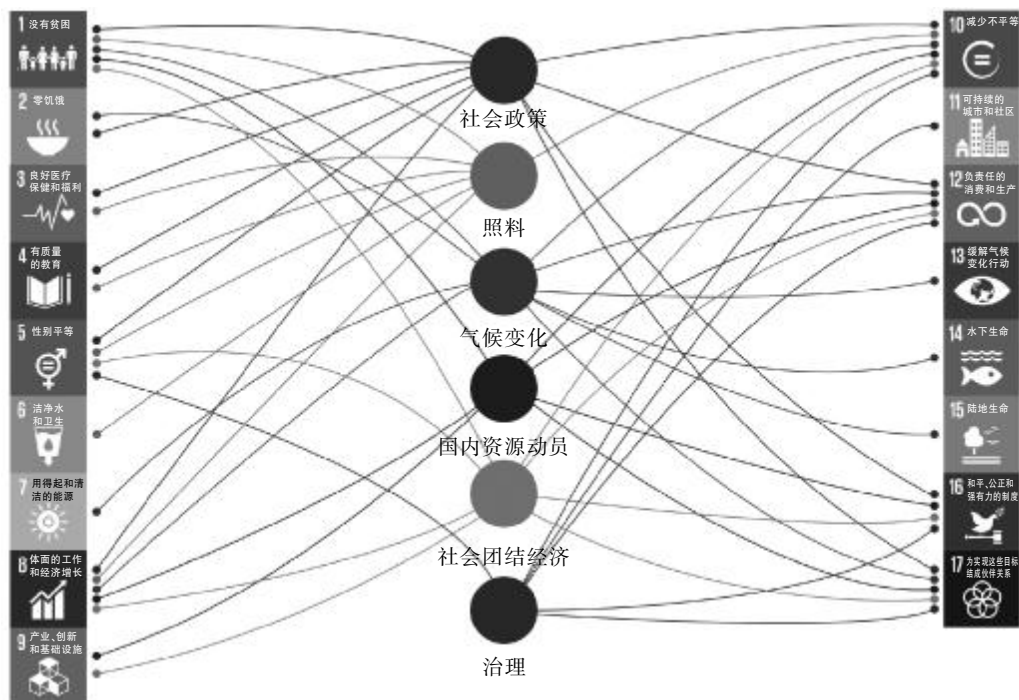 1 没有贫困
2 零饥饿
3 良好医疗
保健和福利
4 有质量
的教育
5 性别平等
6 洁净水
和卫生
7 用得起和清
洁的能源
8 体面的工作
和经济增长
9 产业、创新
和基础设施
社会政策
照料
气候变化
国内资源动员
社会团结经济
治理
10 减少不平等
11 可持续的
城市和社区
12 负责任的
消费和生产
13 缓解气候
变化行动
14 水下生命
15 陆地生命
16 和平、公正和
强有力的制度
17 为实现这些目标
结成伙伴关系